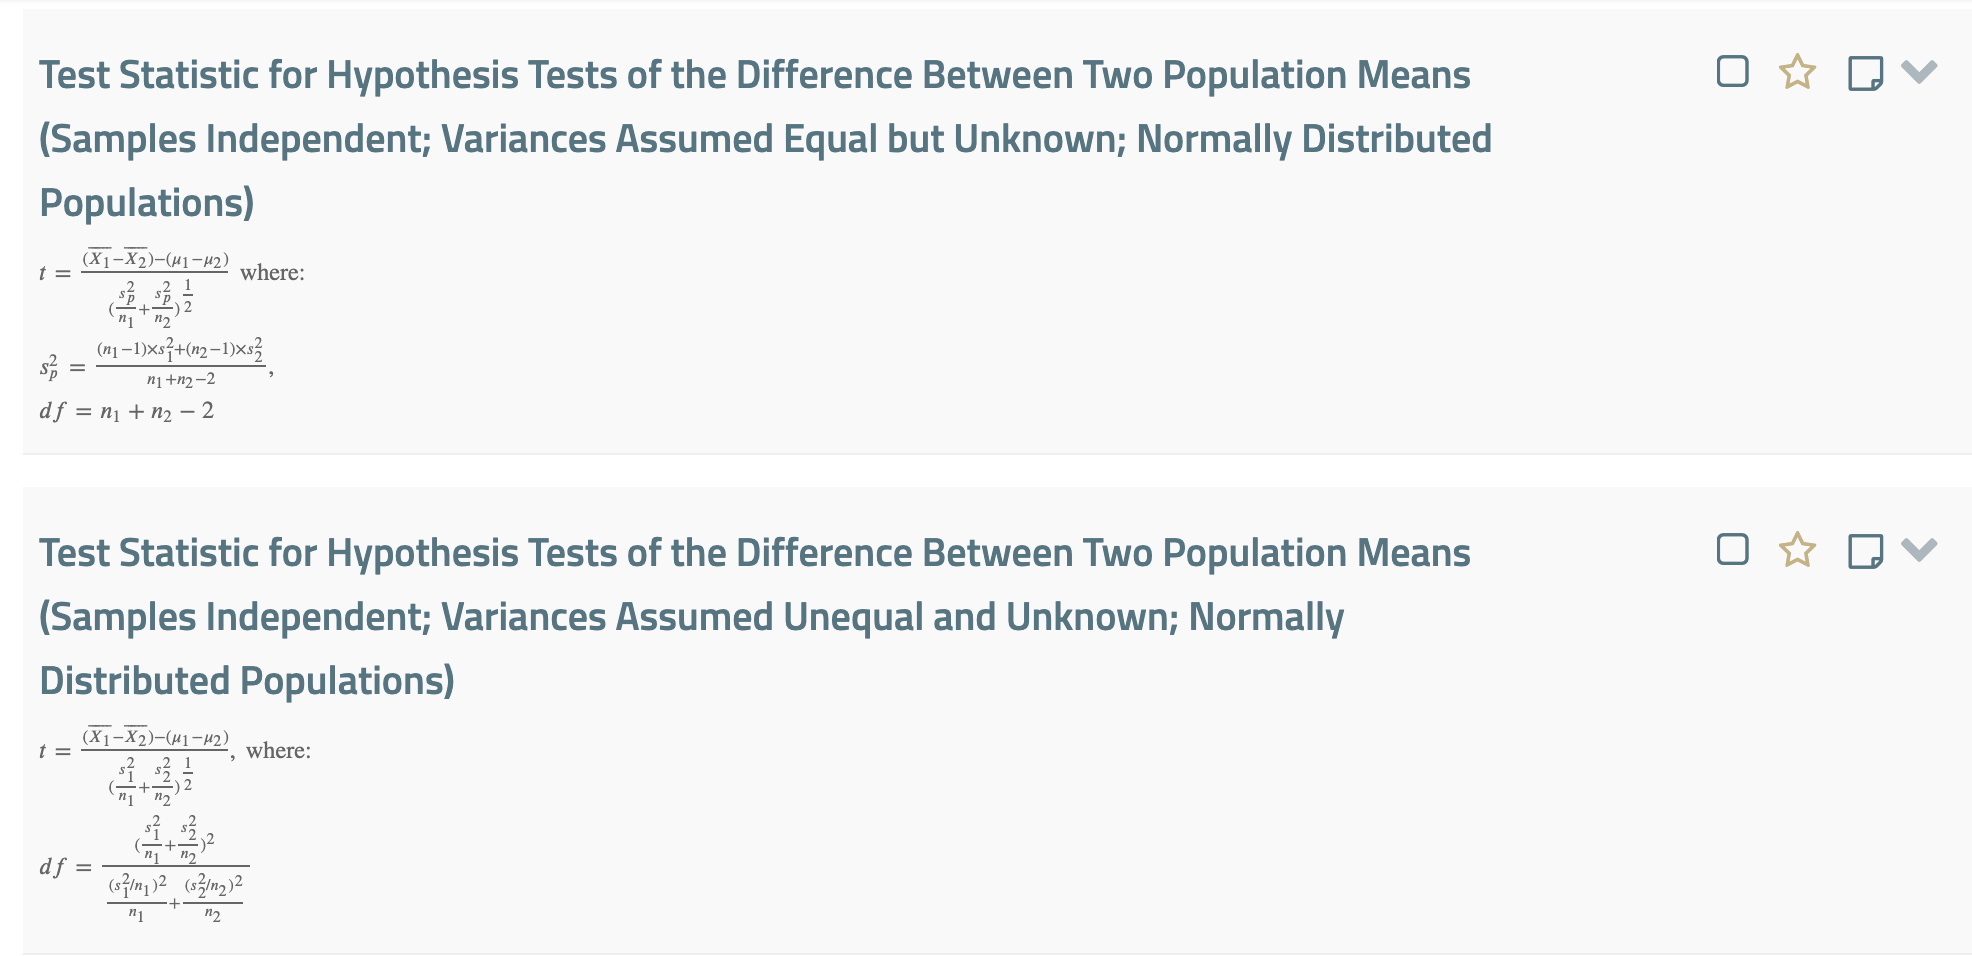 Test Statistic for Hypothesis Tests of the Difference Between Two Population Means
(Samples Independent; Variances Assumed Equal but Unknown; Normally Distributed
Populations)
t = \frac{(\overline{X_1}-\overline{X_2})-(μ_1-μ_2)}{(\frac{s_p^2}{n_1}+\frac{s_p^2}{n_2})^{\frac{1}{2}}} where:
s_p^2 = \frac{(n_1-1)×s_1^2+(n_2-1)×s_2^2}{n_1+n_2-2},
df = n_1 + n_2 − 2
Test Statistic for Hypothesis Tests of the Difference Between Two Population Means
(Samples Independent; Variances Assumed Unequal and Unknown; Normally
Distributed Populations)
t = \frac{(\overline{X_1}-\overline{X_2})-(μ_1-μ_2)}{(\frac{s_1^2}{n_1}+\frac{s_2^2}{n_2})^{\frac{1}{2}}}, where:
df = \frac{(\frac{s_1^2}{n_1}+\frac{s_2^2}{n_2})^2}{\frac{(s_1^2/n_1)^2}{n_1}+\frac{(s_2^2/n_2)^2}{n_2}}